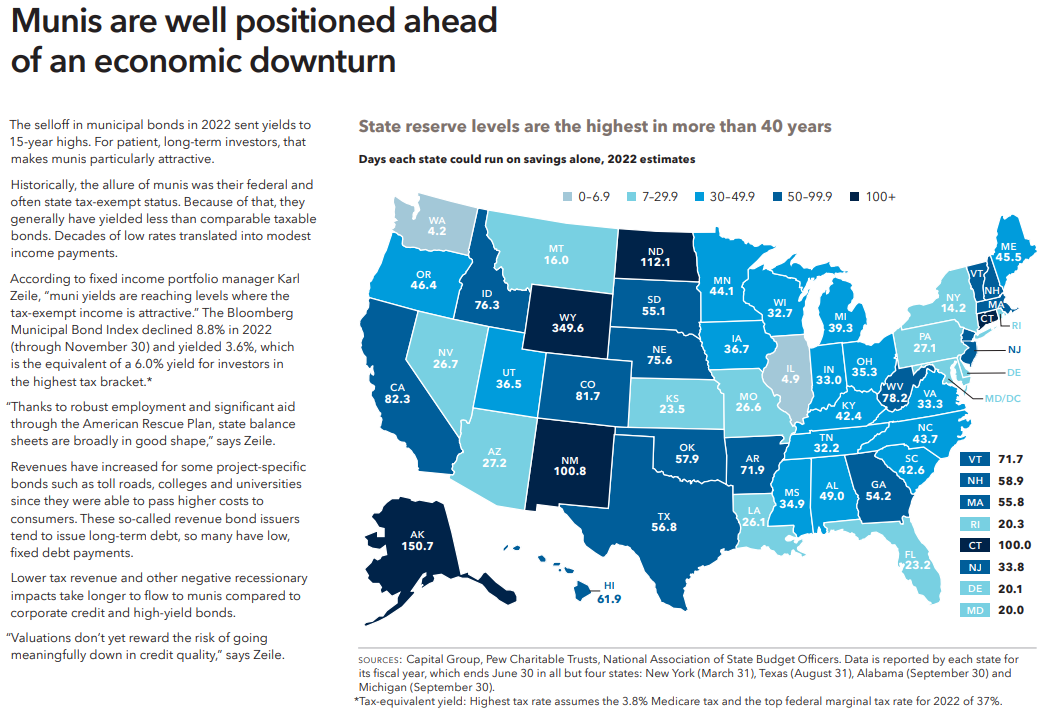 Munis are well positioned ahead
of an economic downturn
The selloff in municipal bonds in 2022 sent yields to
15-year highs. For patient, long-term investors, that
makes munis particularly attractive.
Historically, the allure of munis was their federal and
often state tax-exempt status. Because of that, they
generally have yielded less than comparable taxable
bonds. Decades of low rates translated into modest
income payments.
According to fixed income portfolio manager Karl
Zeile, “muni yields are reaching levels where the
tax-exempt income is attractive.” The Bloomberg
Municipal Bond Index declined 8.8% in 2022
(through November 30) and yielded 3.6%, which
is the equivalent of a 6.0% yield for investors in
the highest tax bracket.*
“Thanks to robust employment and significant aid
through the American Rescue Plan, state balance
sheets are broadly in good shape,” says Zeile.
Revenues have increased for some project-specific
bonds such as toll roads, colleges and universities
since they were able to pass higher costs to
consumers. These so-called revenue bond issuers
tend to issue long-term debt, so many have low,
fixed debt payments.
Lower tax revenue and other negative recessionary
impacts take longer to flow to munis compared to
corporate credit and high-yield bonds.
“Valuations don’t yet reward the risk of going
meaningfully down in credit quality,” says Zeile.
State reserve levels are the highest in more than 40 years
Days each state could run on savings alone, 2022 estimates
0–6.9 7–29.9 30–49.9 50–99.9 100+
WA
4.2
OR
46.4
CA
82.3
NV
26.7
ID
76.3
MT
16.0
WY
349.6
UT
36.5
AZ
27.2
CO
81.7
NM
100.8
ND
112.1
SD
55.1
NE
75.6
KS
23.5
OK
57.9
TX
56.8
MN
44.1
IA
36.7
MO
26.6
AR
71.9
LA
26.1
WI
32.7
IL
4.9
MI
39.3
IN
33.0
OH
35.3
KY
42.4
TN
32.2
MS
34.9
AL
49.0
GA
54.2
FL
23.2
SC
42.6
NC
43.7
VA
33.3
WV
78.2
PA
27.1
NY
14.2
ME
45.5
VT
NH
MA
CT
RI
NJ
DE
MD/DC
AK
150.7
HI
61.9
VT 71.7
NH 58.9
MA 55.8
RI 20.3
CT 100.0
NJ 33.8
DE 20.1
MD 20.0
SOURCES: Capital Group, Pew Charitable Trusts, National Association of State Budget Officers. Data is reported by each state for
its fiscal year, which ends June 30 in all but four states: New York (March 31), Texas (August 31), Alabama (September 30) and
Michigan (September 30).
*Tax-equivalent yield: Highest tax rate assumes the 3.8% Medicare tax and the top federal marginal tax rate for 2022 of 37%.